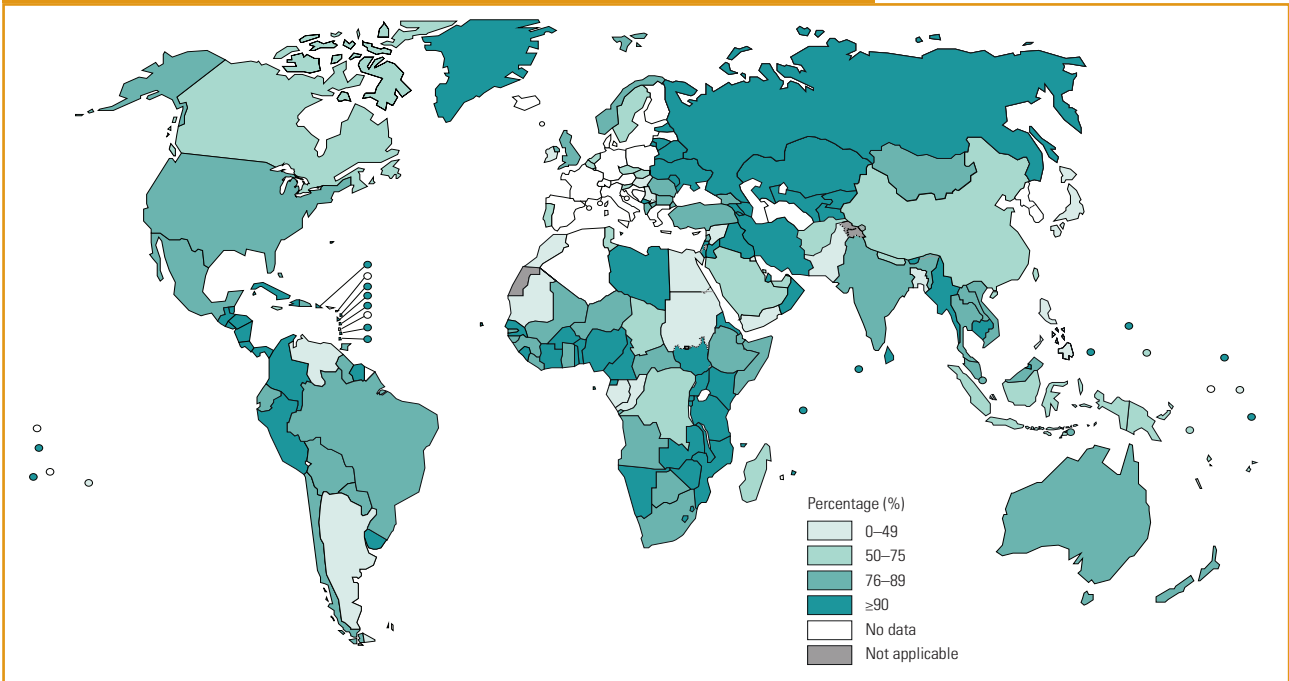 Percentage (%)
0–49
50–75
76–89
≥90
No data
Not applicable